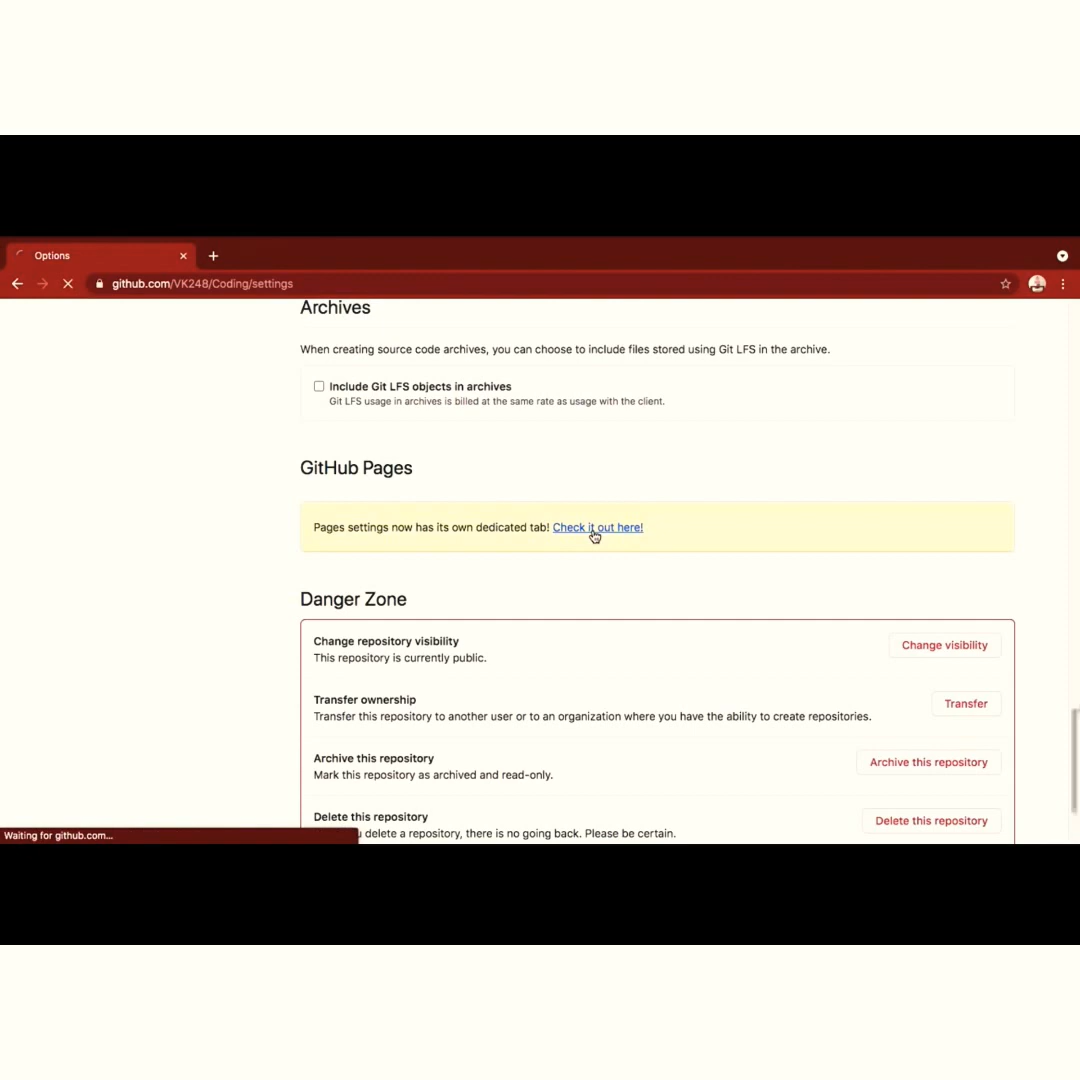 Options
github.com/VK248/Coding/settings
Archives
When creating source code archives, you can choose to include files stored using Git LFS in the archive.
Include Git LFS objects in archives
Git LFS usage in archives is billed at the same rate as usage with the client.
GitHub Pages
Pages settings now has its own dedicated tab! Check it out here!
Danger Zone
Change repository visibility
This repository is currently public.
Change visibility
Transfer ownership
Transfer this repository to another user or to an organization where you have the ability to create repositories.
Transfer
Archive this repository
Mark this repository as archived and read-only.
Archive this repository
Delete this repository
delete a repository, there is no going back. Please be certain.
Delete this repository
Waiting for github.com...